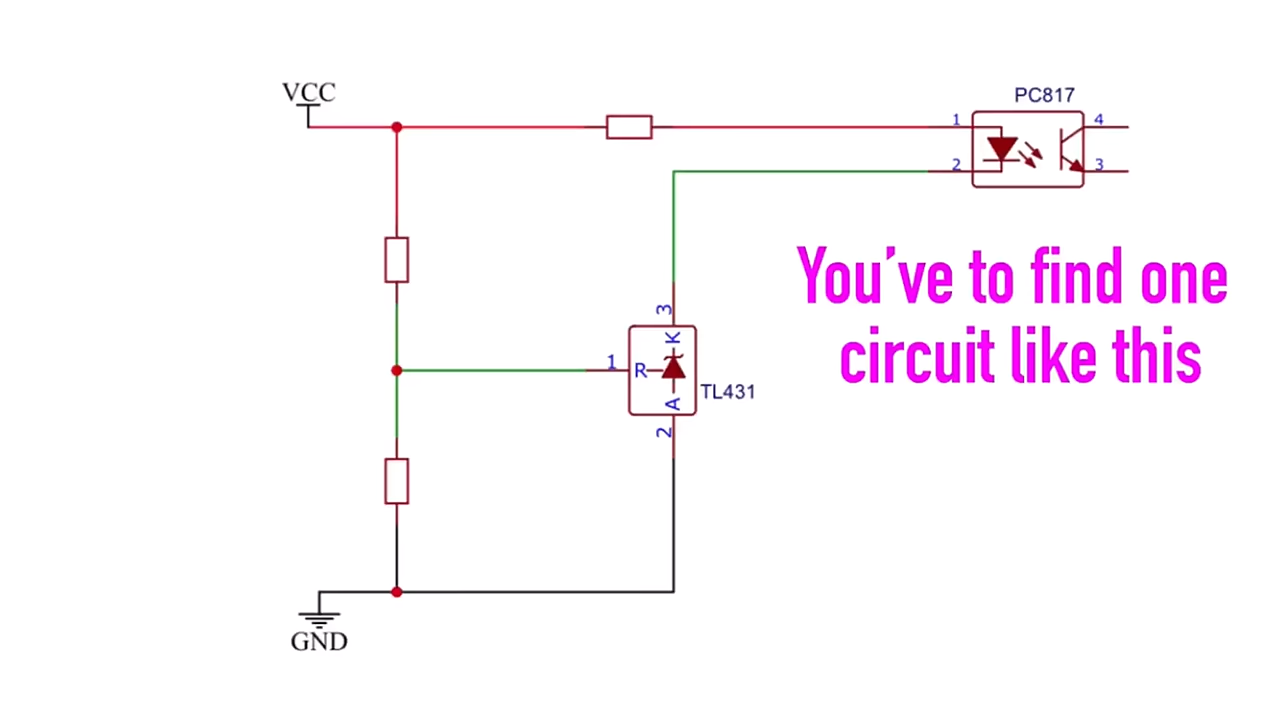 VCC
PC817
1
4
2
3
You've to find one
circuit like this
3
K
1
R
A
TL431
2
GND